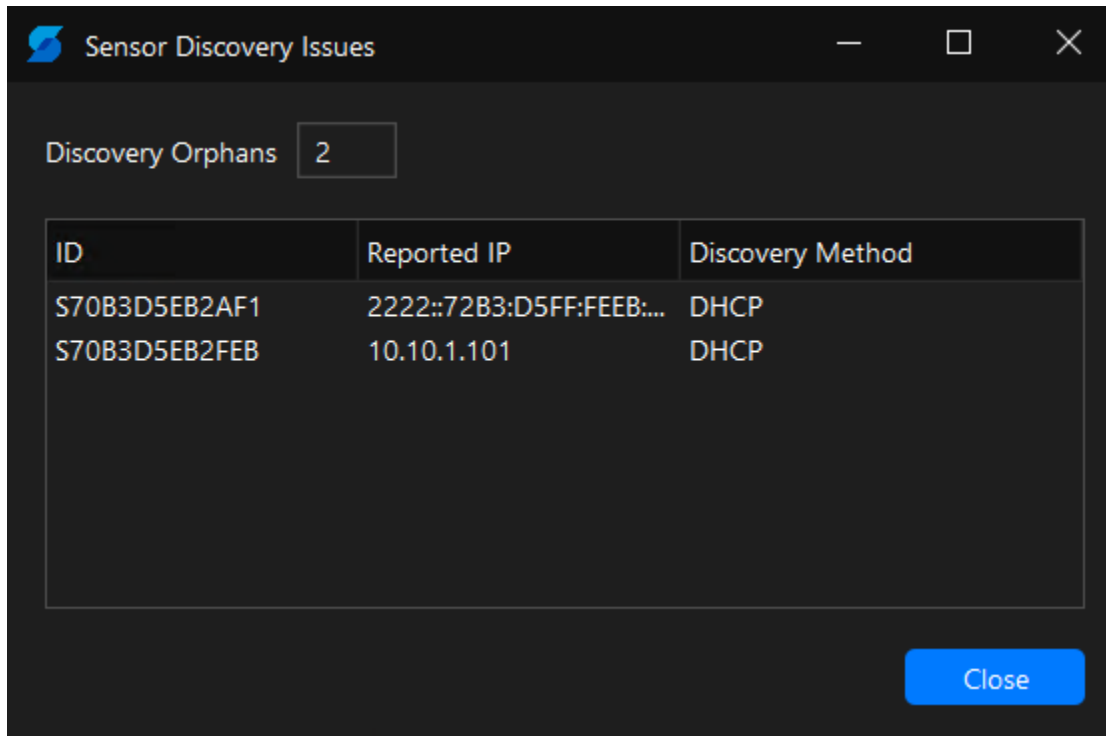 Sensor Discovery Issues
Discovery Orphans 2
ID Reported IP Discovery Method
S70B3D5EB2AF1 2222::72B3:D5FF:FEEB:... DHCP
S70B3D5EB2FEB 10.10.1.101 DHCP
Close